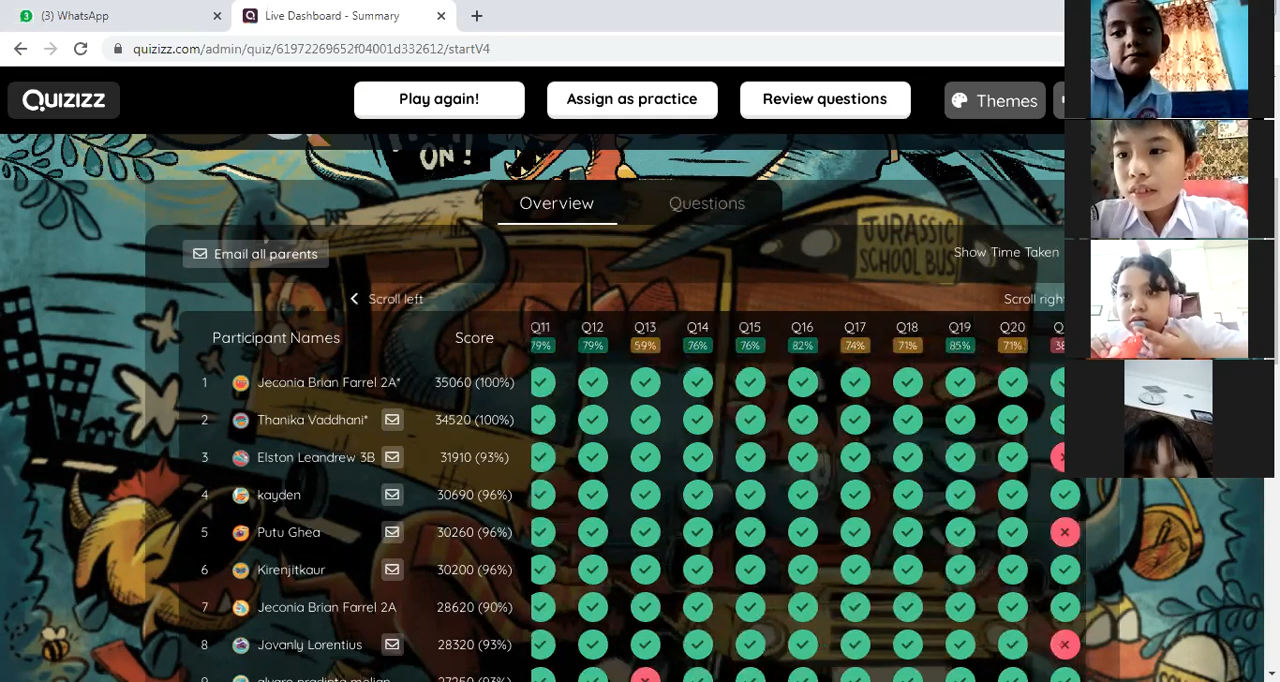 3 (3) WhatsApp
Live Dashboard - Summary
quizizz.com/admin/quiz/61972269652f04001d332612/startV4
QUIZIZZ
Play again!
Assign as practice
Review questions
Themes
ON!
Overview
Questions
JURASSIC
SCHOOL BUS
Email all parents
Show Time Taken
Scroll left
Scroll right
Participant Names Score Q11 Q12 Q13 Q14 Q15 Q16 Q17 Q18 Q19 Q20
79% 79% 59% 76% 76% 82% 74% 71% 85% 71%
1 Jeconia Brian Farrel 2A* 35060 (100%)
2 Thanika Vaddhani* 34520 (100%)
3 Elston Leandrew 3B 31910 (93%)
4 kayden 30690 (96%)
5 Putu Ghea 30260 (96%)
6 Kirenjitkaur 30200 (96%)
7 Jeconia Brian Farrel 2A 28620 (90%)
8 Jovanly Lorentius 28320 (93%)